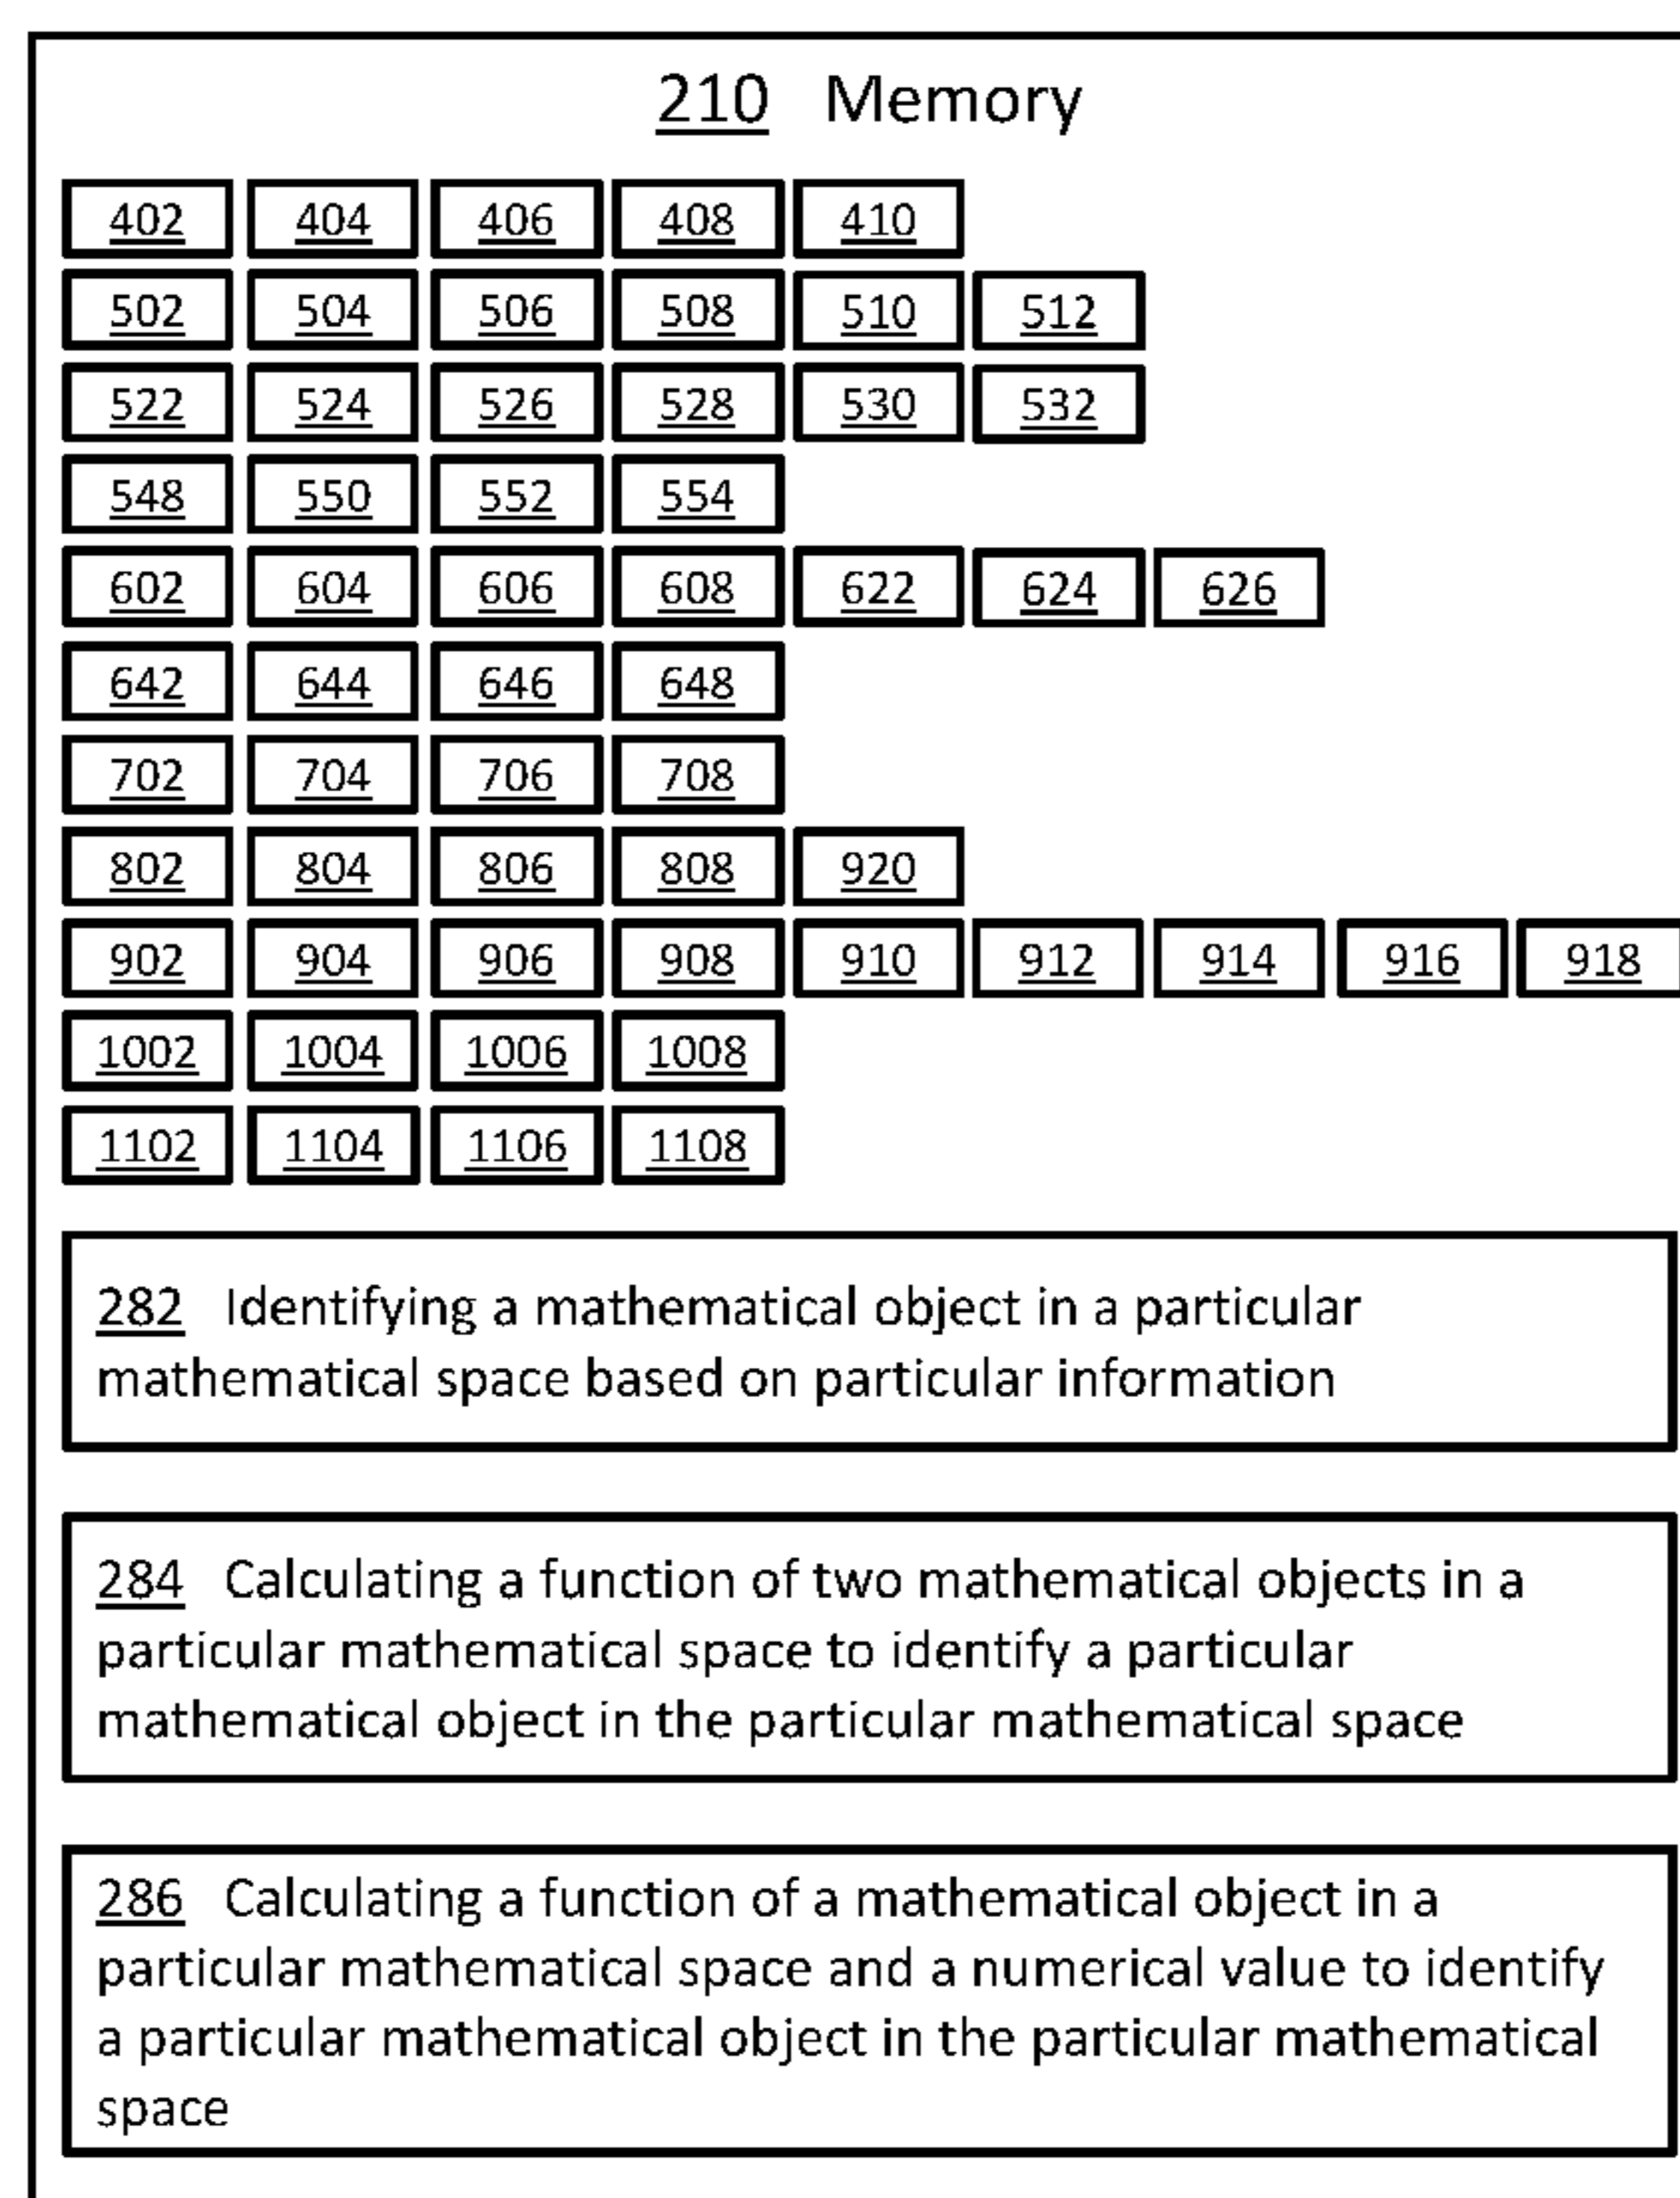 210 Memory
402 404 406 408 410
502 504 506 508 510 512
522 524 526 528 530 532
548 550 552 554
602 604 606 608 622 624 626
642 644 646 648
702 704 706 708
802 804 806 808 920
902 904 906 908 910 912 914 916 918
1002 1004 1006 1008
1102 1104 1106 1108
282 Identifying a mathematical object in a particular
mathematical space based on particular information
284 Calculating a function of two mathematical objects in a
particular mathematical space to identify a particular
mathematical object in the particular mathematical space
286 Calculating a function of a mathematical object in a
particular mathematical space and a numerical value to identify
a particular mathematical object in the particular mathematical
space